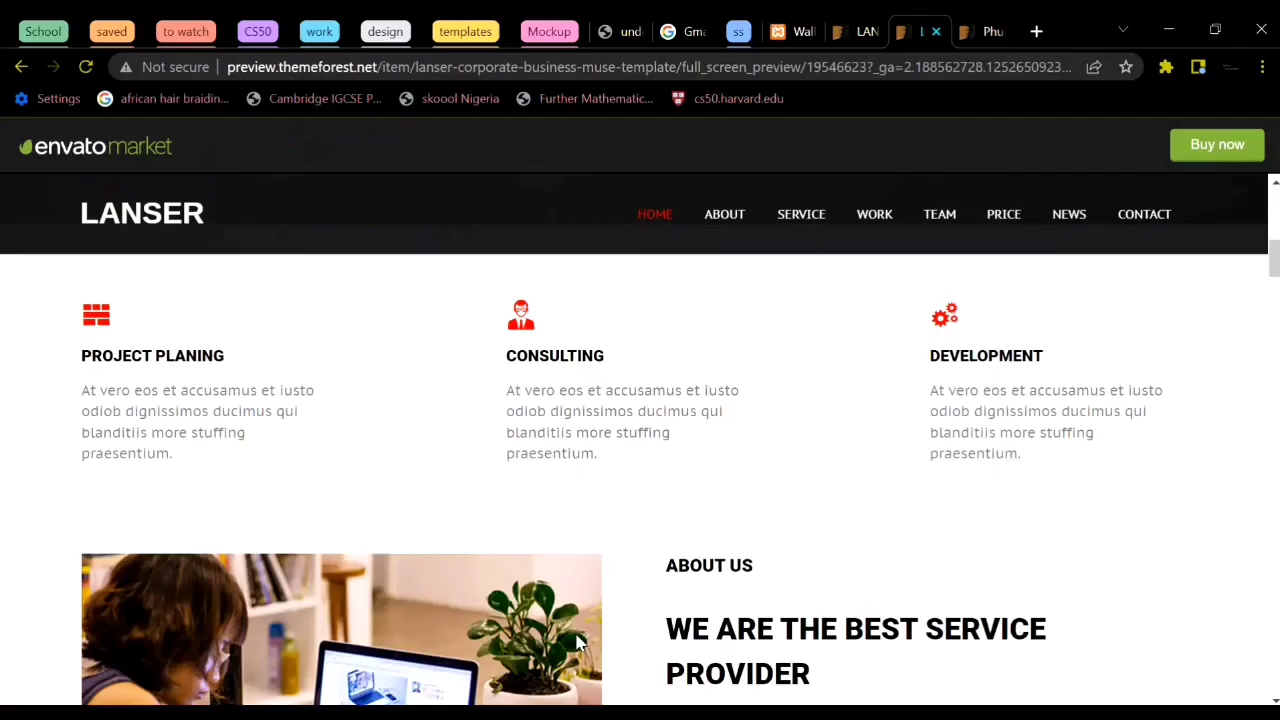 School saved to watch CS50 work design templates Mockup und Gma ss Wall LAN L Phu
Not secure preview.themeforest.net/item/lanser-corporate-business-muse-template/full_screen_preview/19546623?_ga=2.188562728.1252650923...
Settings african hair braidin... Cambridge IGCSE P... skoool Nigeria Further Mathematic... cs50.harvard.edu
envato market
Buy now
LANSER
HOME ABOUT SERVICE WORK TEAM PRICE NEWS CONTACT
PROJECT PLANING
At vero eos et accusamus et iusto
odiob dignissimos ducimus qui
blanditiis more stuffing
praesentium.
CONSULTING
At vero eos et accusamus et iusto
odiob dignissimos ducimus qui
blanditiis more stuffing
praesentium.
DEVELOPMENT
At vero eos et accusamus et iusto
odiob dignissimos ducimus qui
blanditiis more stuffing
praesentium.
ABOUT US
WE ARE THE BEST SERVICE
PROVIDER